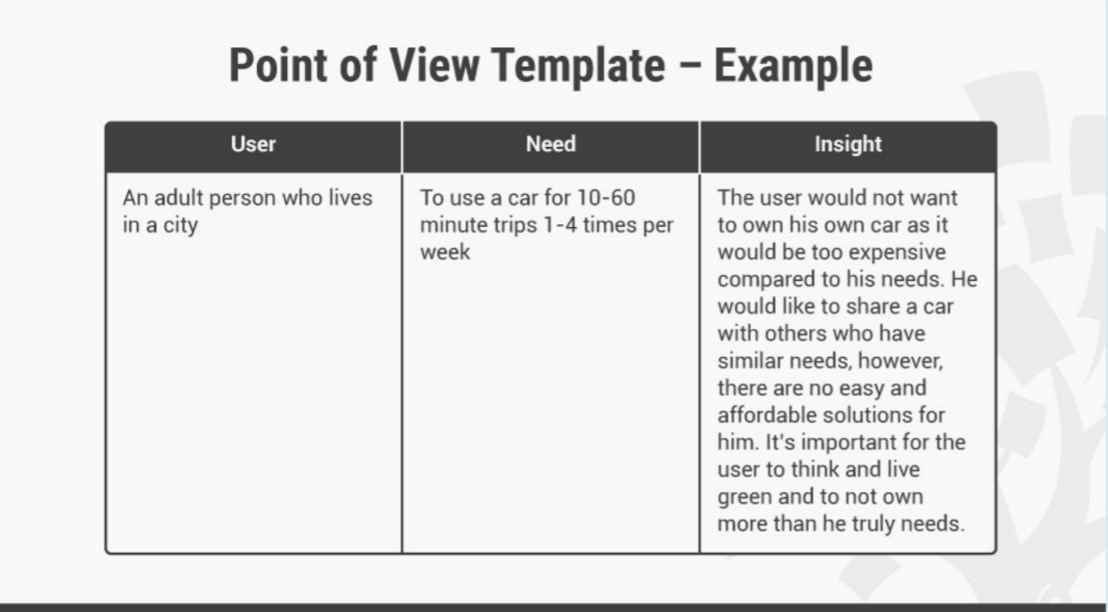 Point of View Template – Example
User
Need
Insight
An adult person who lives
in a city
To use a car for 10-60
minute trips 1-4 times per
week
The user would not want
to own his own car as it
would be too expensive
compared to his needs. He
would like to share a car
with others who have
similar needs, however,
there are no easy and
affordable solutions for
him. It's important for the
user to think and live
green and to not own
more than he truly needs.